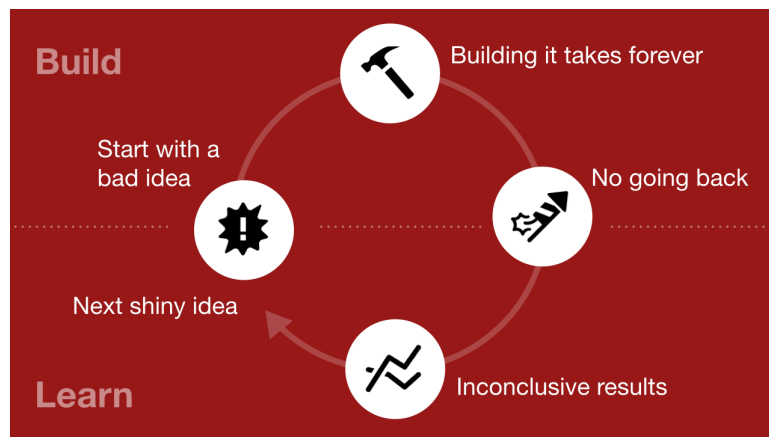 Build
Building it takes forever
Start with a
bad idea
No going back
Next shiny idea
Inconclusive results
Learn